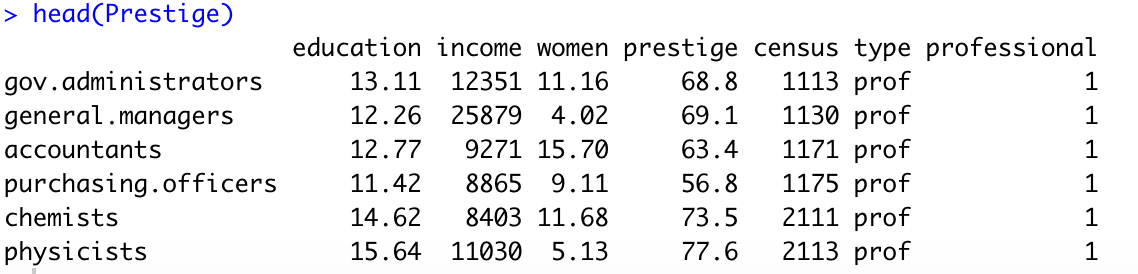 > head(Prestige)
education income women prestige census type professional
gov.administrators 13.11 12351 11.16 68.8 1113 prof 1
general.managers 12.26 25879 4.02 69.1 1130 prof 1
accountants 12.77 9271 15.70 63.4 1171 prof 1
purchasing.officers 11.42 8865 9.11 56.8 1175 prof 1
chemists 14.62 8403 11.68 73.5 2111 prof 1
physicists 15.64 11030 5.13 77.6 2113 prof 1